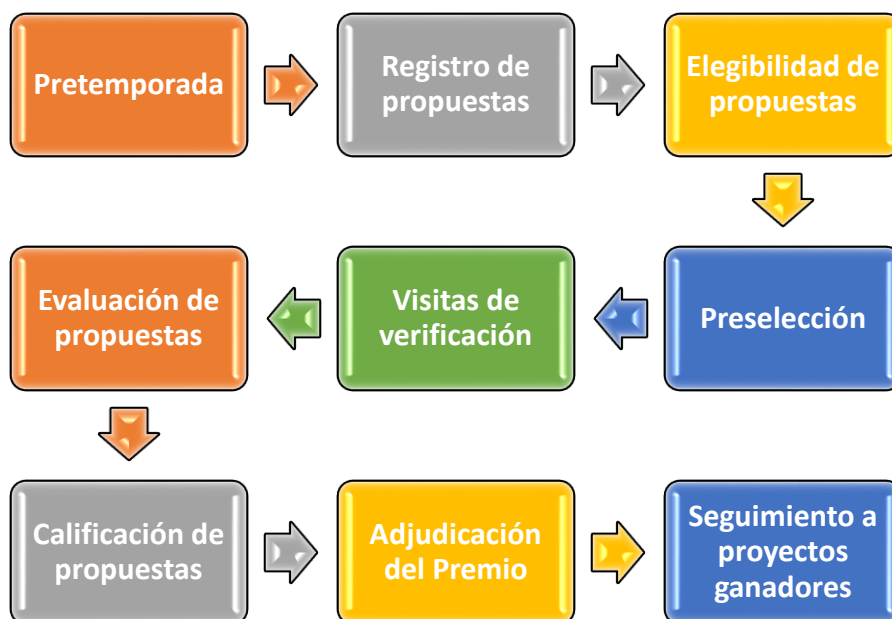 Pretemporada
Registro de
propuestas
Elegibilidad de
propuestas
Preselección
Visitas de
verificación
Evaluación de
propuestas
Calificación de
propuestas
Adjudicación
del Premio
Seguimiento a
proyectos
ganadores